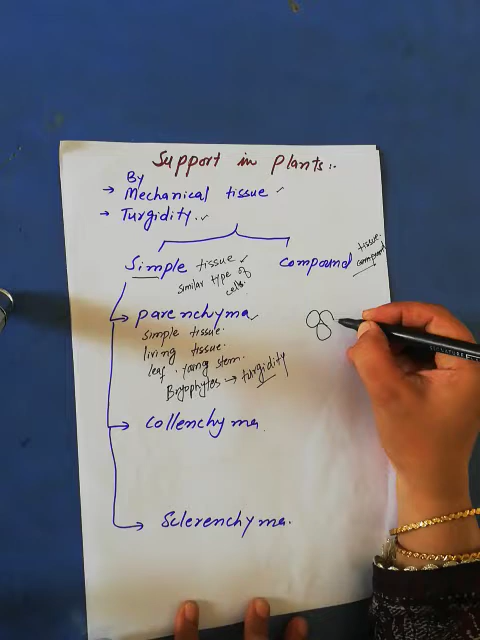 Support in Plants:.
By
→ Mechanical tissue ✓
→ Turgidity. ✓
Simple tissue ✓
similar type of
cells.
compound tissue.
compound
→ parenchyma
simple tissue.
living tissue.
leaf. young stem.
Bryophytes → turgidity
→ collenchyma.
→ Sclerenchyma.